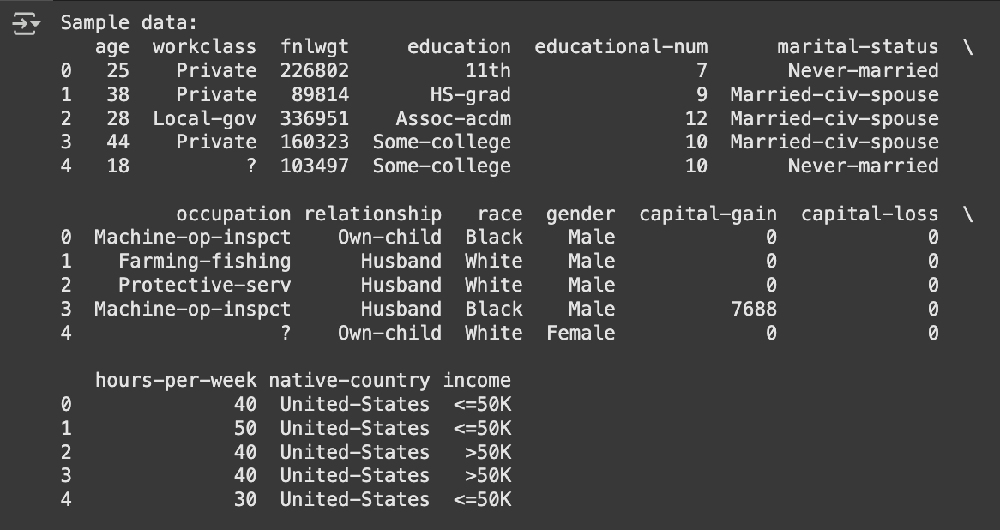 Sample data:
   age  workclass  fnlwgt     education  educational-num      marital-status  \
0   25    Private  226802          11th                7       Never-married
1   38    Private   89814       HS-grad                9  Married-civ-spouse
2   28  Local-gov  336951    Assoc-acdm               12  Married-civ-spouse
3   44    Private  160323  Some-college               10  Married-civ-spouse
4   18          ?  103497  Some-college               10       Never-married

          occupation relationship   race  gender  capital-gain  capital-loss  \
0  Machine-op-inspct    Own-child  Black    Male             0             0
1    Farming-fishing      Husband  White    Male             0             0
2    Protective-serv      Husband  White    Male             0             0
3  Machine-op-inspct      Husband  Black    Male          7688             0
4                  ?    Own-child  White  Female             0             0

   hours-per-week native-country income
0              40  United-States  <=50K
1              50  United-States  <=50K
2              40  United-States   >50K
3              40  United-States   >50K
4              30  United-States  <=50K